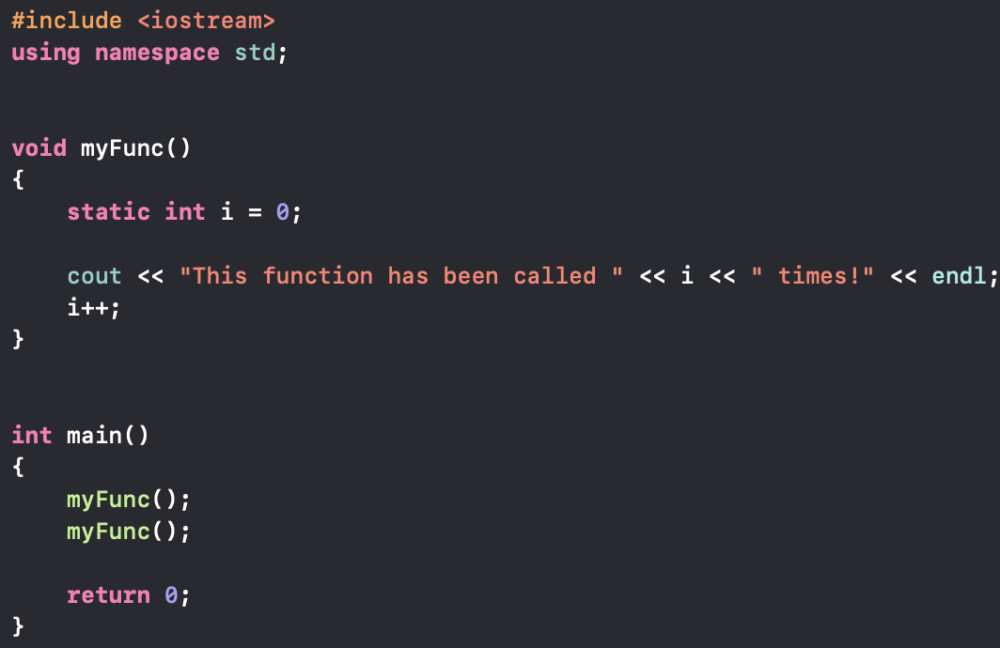 #include <iostream>
using namespace std;
void myFunc()
{
    static int i = 0;
    cout << "This function has been called " << i << " times!" << endl;
    i++;
}
int main()
{
    myFunc();
    myFunc();
    return 0;
}